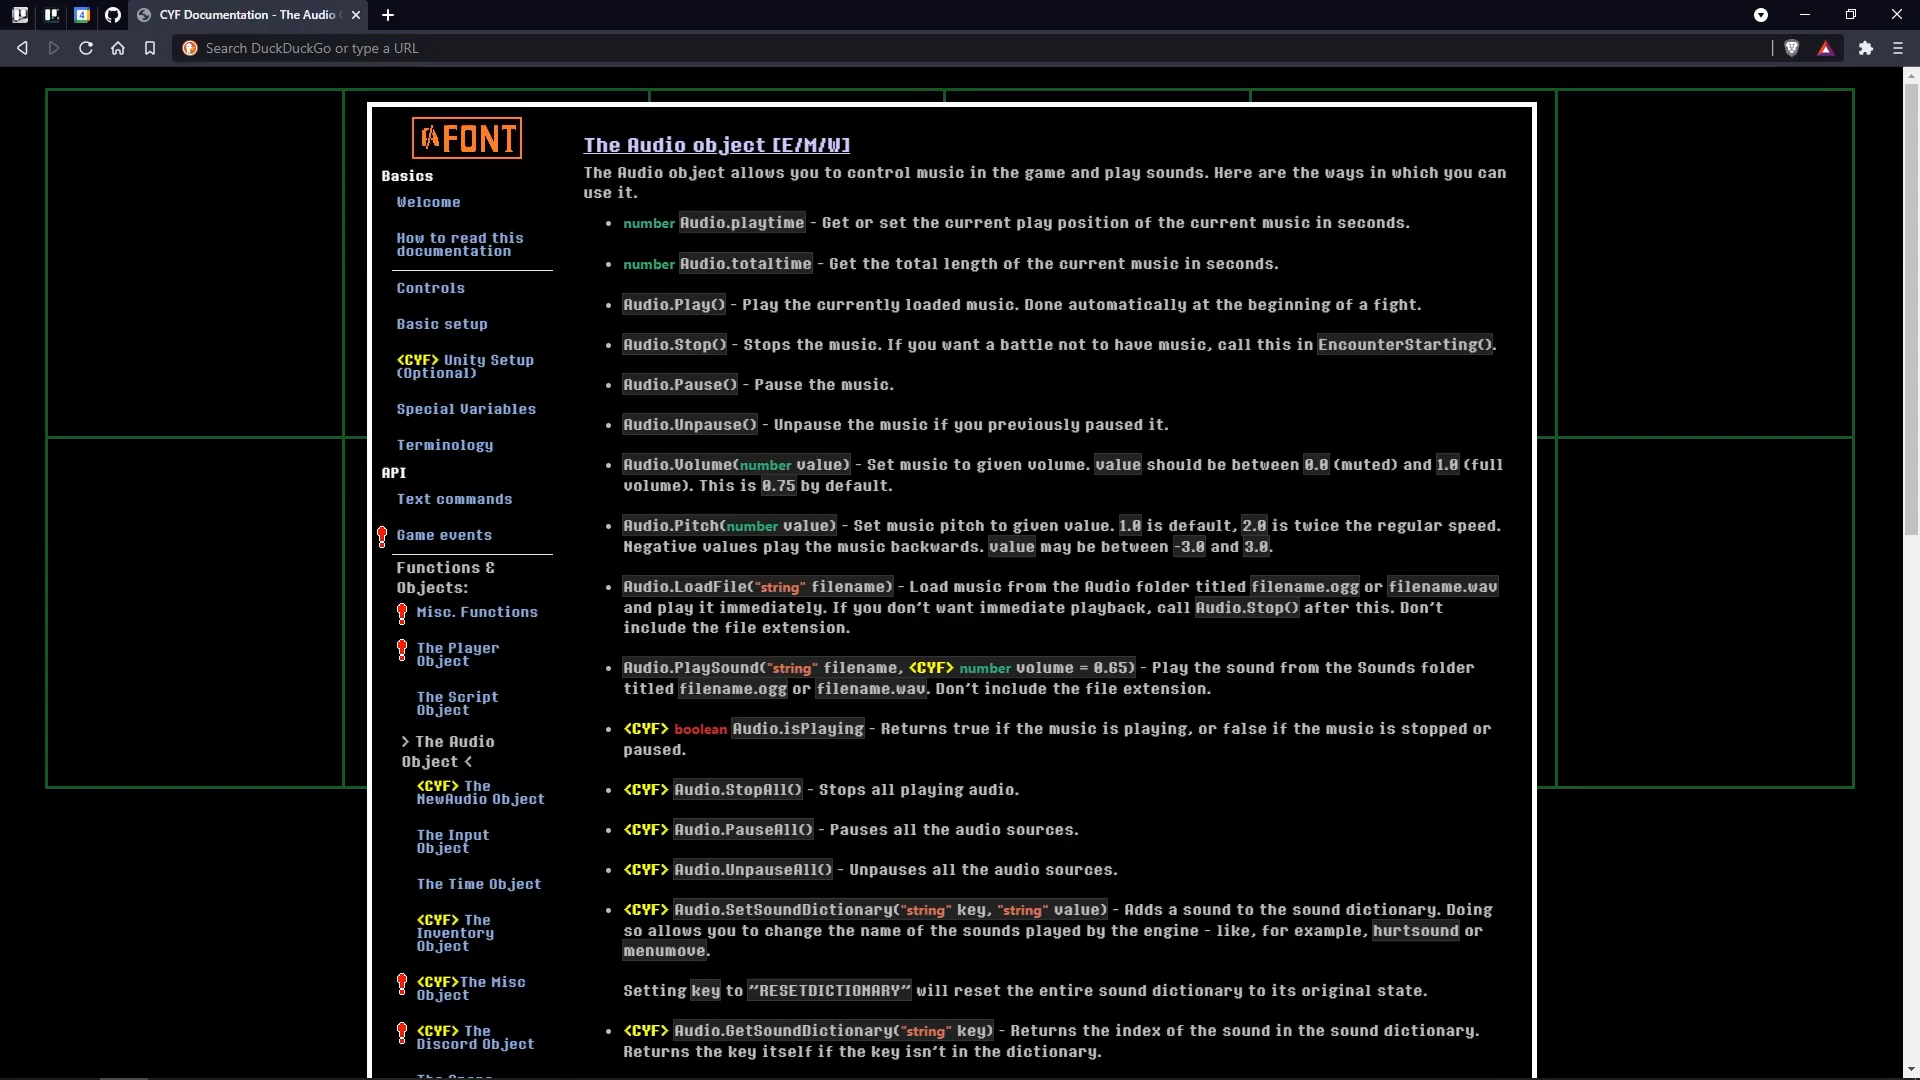 CYF Documentation - The Audio
Search DuckDuckGo or type a URL
FONT
Basics
Welcome
How to read this
documentation
Controls
Basic setup
<CYF> Unity Setup
(Optional)
Special Variables
Terminology
API
Text commands
Game events
Functions &
Objects:
Misc. Functions
The Player
Object
The Script
Object
> The Audio
Object <
<CYF> The
NewAudio Object
The Input
Object
The Time Object
<CYF> The
Inventory
Object
<CYF>The Misc
Object
<CYF> The
Discord Object
The Audio object [E/M/W]
The Audio object allows you to control music in the game and play sounds. Here are the ways in which you can
use it.
• number Audio.playtime - Get or set the current play position of the current music in seconds.
• number Audio.totaltime - Get the total length of the current music in seconds.
• Audio.Play() - Play the currently loaded music. Done automatically at the beginning of a fight.
• Audio.Stop() - Stops the music. If you want a battle not to have music, call this in EncounterStarting().
• Audio.Pause() - Pause the music.
• Audio.Unpause() - Unpause the music if you previously paused it.
• Audio.Volume(number value) - Set music to given volume. value should be between 0.0 (muted) and 1.0 (full
volume). This is 0.75 by default.
• Audio.Pitch(number value) - Set music pitch to given value. 1.0 is default, 2.0 is twice the regular speed.
Negative values play the music backwards. value may be between -3.0 and 3.0.
• Audio.LoadFile("string" filename) - Load music from the Audio folder titled filename.ogg or filename.wav
and play it immediately. If you don't want immediate playback, call Audio.Stop() after this. Don't
include the file extension.
• Audio.PlaySound("string" filename, <CYF> number volume = 0.65) - Play the sound from the Sounds folder
titled filename.ogg or filename.wav. Don't include the file extension.
• <CYF> boolean Audio.isPlaying - Returns true if the music is playing, or false if the music is stopped or
paused.
• <CYF> Audio.StopAll() - Stops all playing audio.
• <CYF> Audio.PauseAll() - Pauses all the audio sources.
• <CYF> Audio.UnpauseAll() - Unpauses all the audio sources.
• <CYF> Audio.SetSoundDictionary("string" key, "string" value) - Adds a sound to the sound dictionary. Doing
so allows you to change the name of the sounds played by the engine - like, for example, hurtsound or
menumove.
Setting key to "RESETDICTIONARY" will reset the entire sound dictionary to its original state.
• <CYF> Audio.GetSoundDictionary("string" key) - Returns the index of the sound in the sound dictionary.
Returns the key itself if the key isn't in the dictionary.